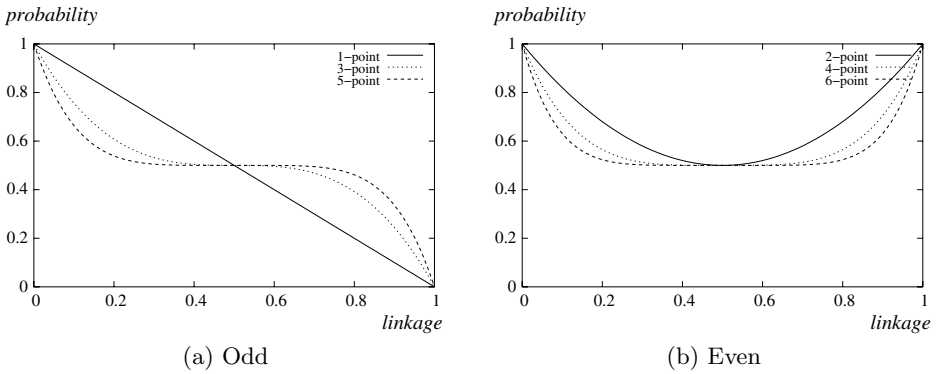 probability
1
0.8
0.6
0.4
0.2
0
1−point
3−point
5−point
0 0.2 0.4 0.6 0.8 1
linkage
(a) Odd
probability
1
0.8
0.6
0.4
0.2
0
2−point
4−point
6−point
0 0.2 0.4 0.6 0.8 1
linkage
(b) Even